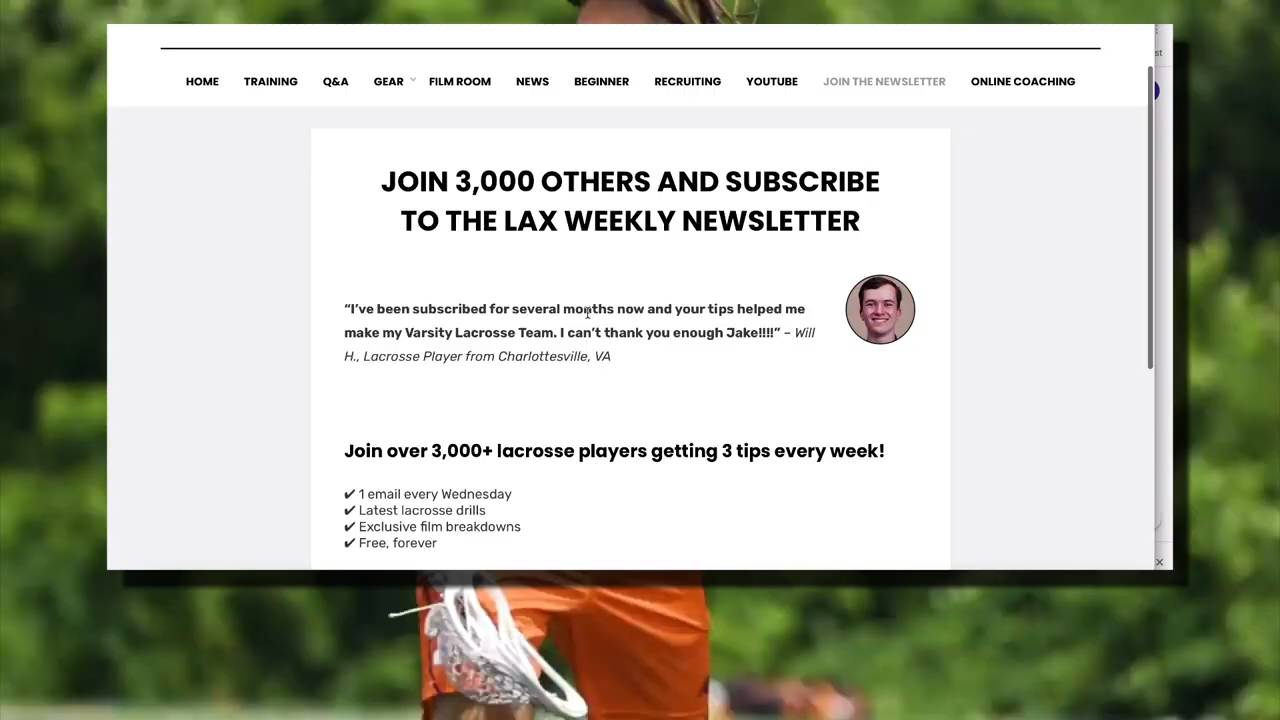 HOME TRAINING Q&A GEAR FILM ROOM NEWS BEGINNER RECRUITING YOUTUBE JOIN THE NEWSLETTER ONLINE COACHING
JOIN 3,000 OTHERS AND SUBSCRIBE
TO THE LAX WEEKLY NEWSLETTER
“I’ve been subscribed for several months now and your tips helped me
make my Varsity Lacrosse Team. I can’t thank you enough Jake!!!!” – Will
H., Lacrosse Player from Charlottesville, VA
Join over 3,000+ lacrosse players getting 3 tips every week!
✔ 1 email every Wednesday
✔ Latest lacrosse drills
✔ Exclusive film breakdowns
✔ Free, forever